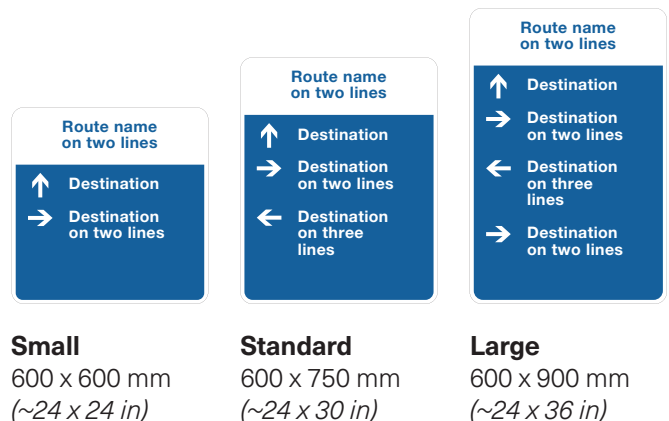 Route name
on two lines
Destination
Destination
on two lines
Small
600 x 600 mm
(~24 x 24 in)
Route name
on two lines
Destination
Destination
on two lines
Destination
on three
lines
Standard
600 x 750 mm
(~24 x 30 in)
Route name
on two lines
Destination
Destination
on two lines
Destination
on three
lines
Destination
on two lines
Large
600 x 900 mm
(~24 x 36 in)